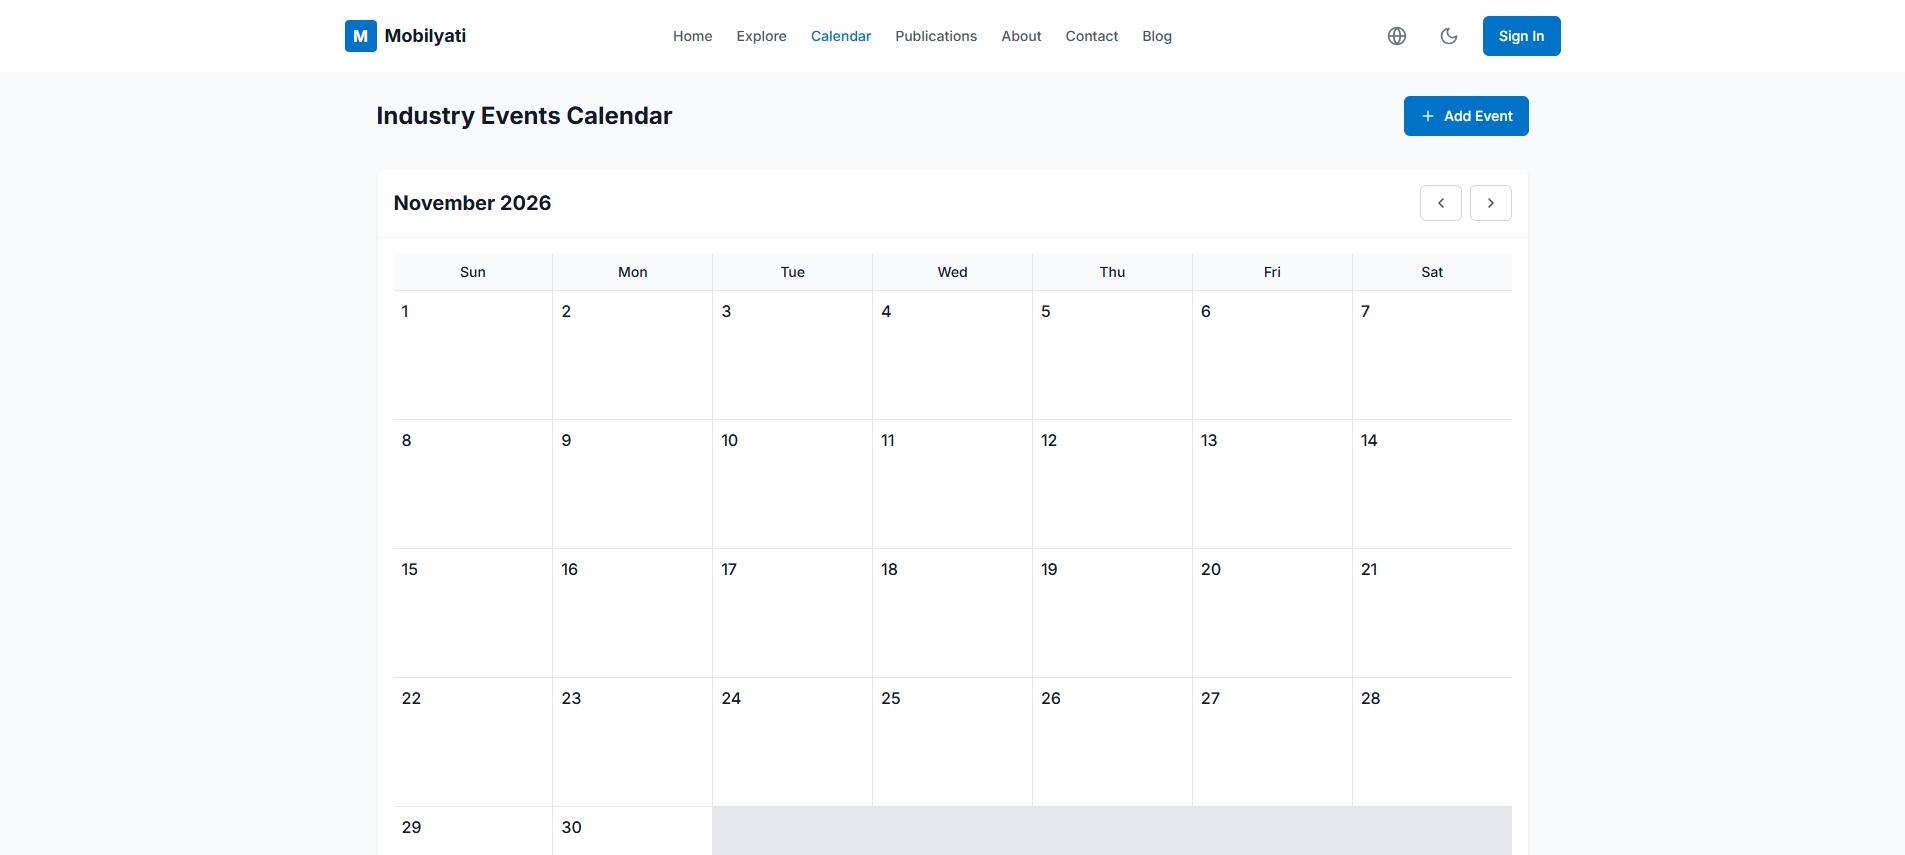 M Mobilyati Home Explore Calendar Publications About Contact Blog Sign In
Industry Events Calendar + Add Event
November 2026
Sun Mon Tue Wed Thu Fri Sat
1 2 3 4 5 6 7
8 9 10 11 12 13 14
15 16 17 18 19 20 21
22 23 24 25 26 27 28
29 30